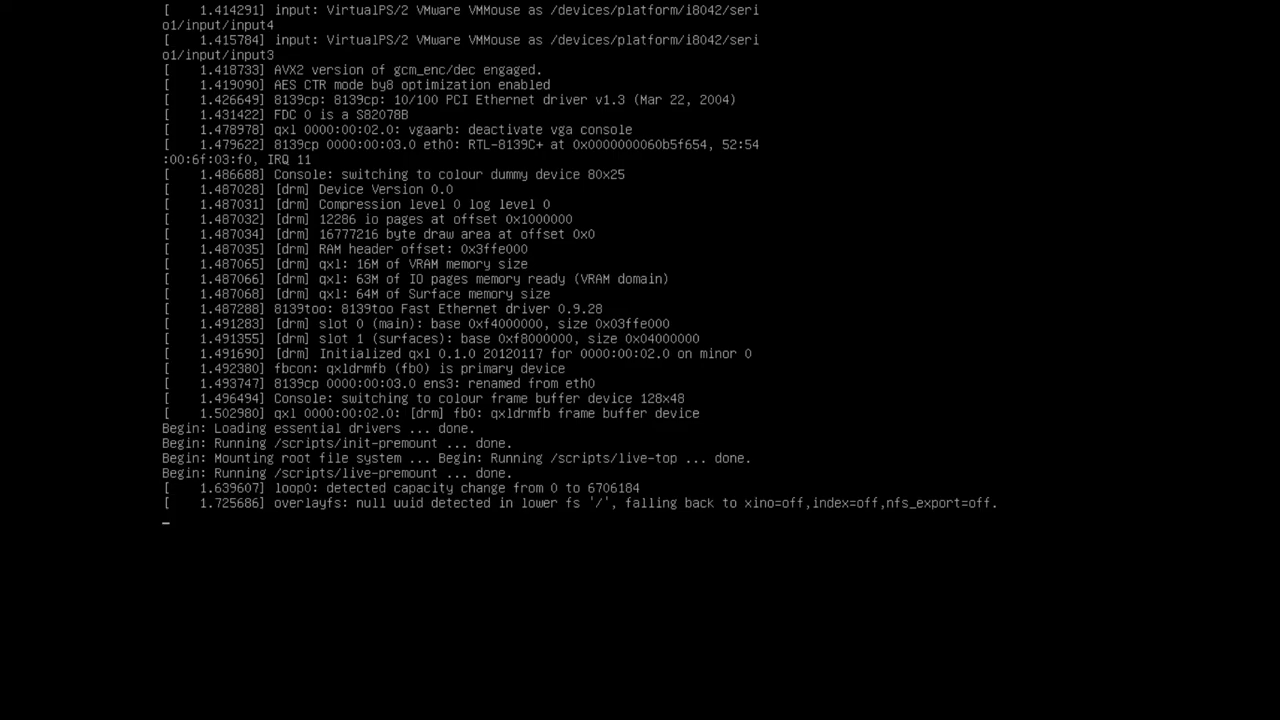 [    1.414291] input: VirtualPS/2 VMware VMMouse as /devices/platform/i8042/seri
o1/input/input4
[    1.415784] input: VirtualPS/2 VMware VMMouse as /devices/platform/i8042/seri
o1/input/input3
[    1.418733] AVX2 version of gcm_enc/dec engaged.
[    1.419090] AES CTR mode by8 optimization enabled
[    1.426649] 8139cp: 8139cp: 10/100 PCI Ethernet driver v1.3 (Mar 22, 2004)
[    1.431422] FDC 0 is a S82078B
[    1.478978] qxl 0000:00:02.0: vgaarb: deactivate vga console
[    1.479622] 8139cp 0000:00:03.0 eth0: RTL-8139C+ at 0x0000000060b5f654, 52:54
:00:6f:03:f0, IRQ 11
[    1.486688] Console: switching to colour dummy device 80x25
[    1.487028] [drm] Device Version 0.0
[    1.487031] [drm] Compression level 0 log level 0
[    1.487032] [drm] 12286 io pages at offset 0x1000000
[    1.487034] [drm] 16777216 byte draw area at offset 0x0
[    1.487035] [drm] RAM header offset: 0x3ffe000
[    1.487065] [drm] qxl: 16M of VRAM memory size
[    1.487066] [drm] qxl: 63M of IO pages memory ready (VRAM domain)
[    1.487068] [drm] qxl: 64M of Surface memory size
[    1.487288] 8139too: 8139too Fast Ethernet driver 0.9.28
[    1.491283] [drm] slot 0 (main): base 0xf4000000, size 0x03ffe000
[    1.491355] [drm] slot 1 (surfaces): base 0xf8000000, size 0x04000000
[    1.491690] [drm] Initialized qxl 0.1.0 20120117 for 0000:00:02.0 on minor 0
[    1.492380] fbcon: qxldrmfb (fb0) is primary device
[    1.493747] 8139cp 0000:00:03.0 ens3: renamed from eth0
[    1.496494] Console: switching to colour frame buffer device 128x48
[    1.502980] qxl 0000:00:02.0: [drm] fb0: qxldrmfb frame buffer device
Begin: Loading essential drivers ... done.
Begin: Running /scripts/init-premount ... done.
Begin: Mounting root file system ... Begin: Running /scripts/live-top ... done.
Begin: Running /scripts/live-premount ... done.
[    1.639607] loop0: detected capacity change from 0 to 6706184
[    1.725686] overlayfs: null uuid detected in lower fs '/', falling back to xino=off,index=off,nfs_export=off.